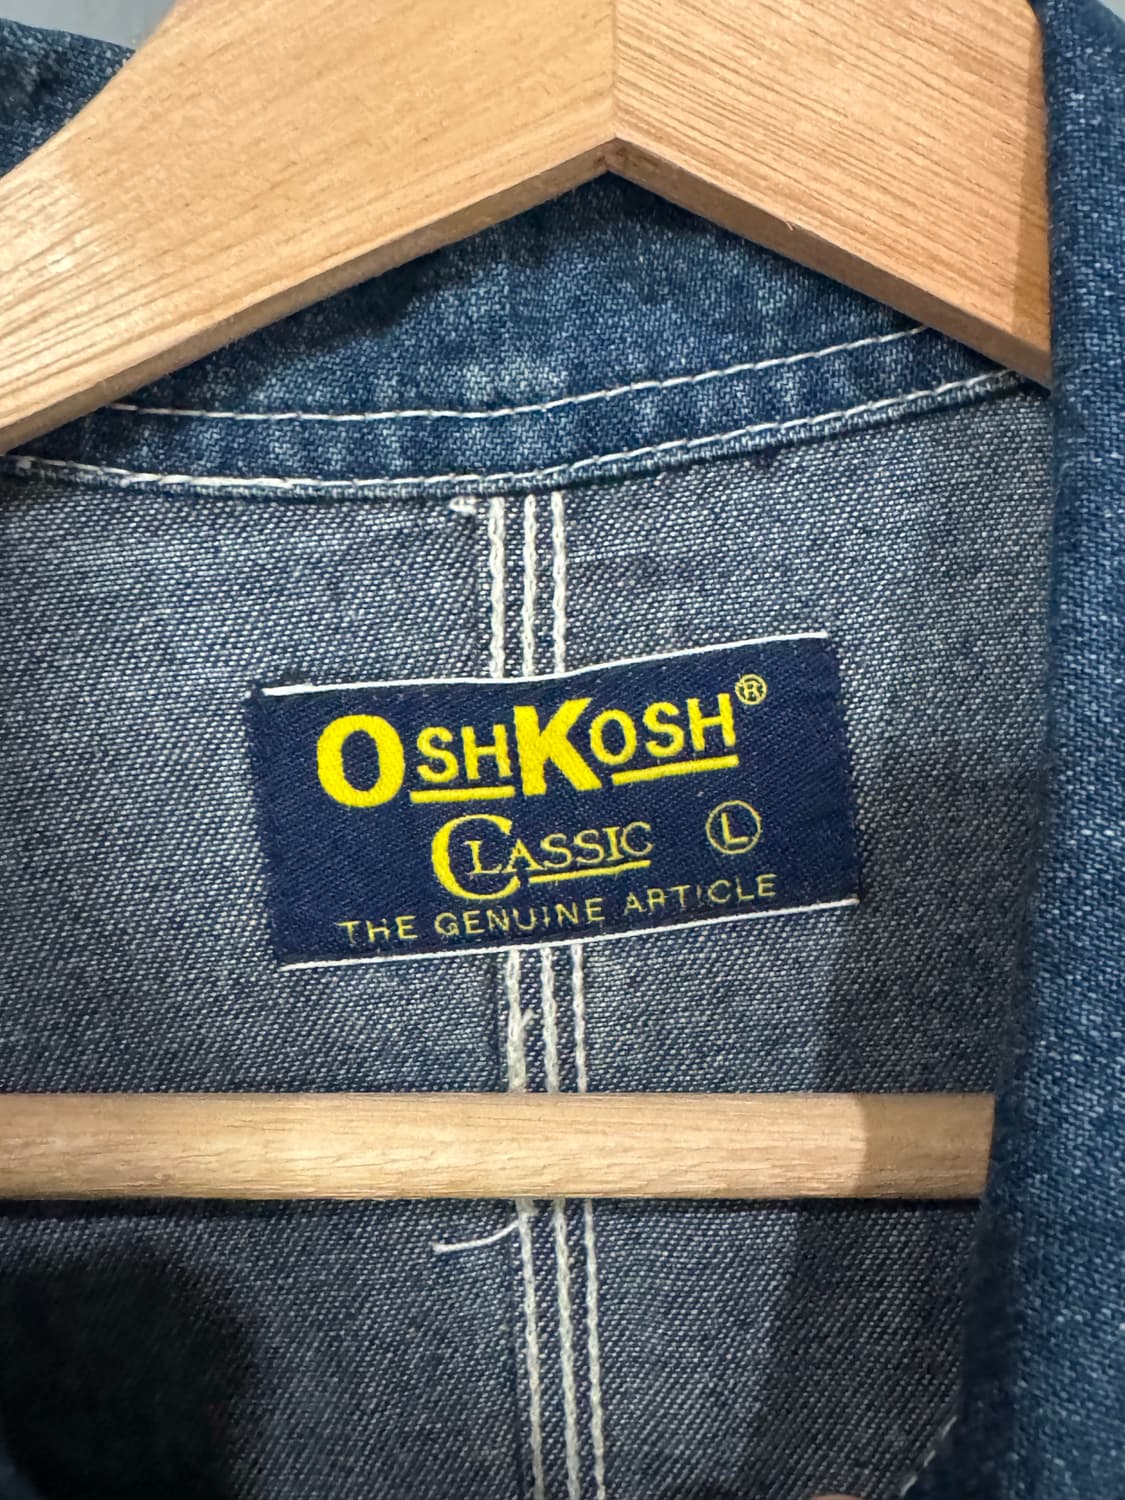 OSHKOSH®
CLASSIC Ⓛ
THE GENUINE ARTICLE